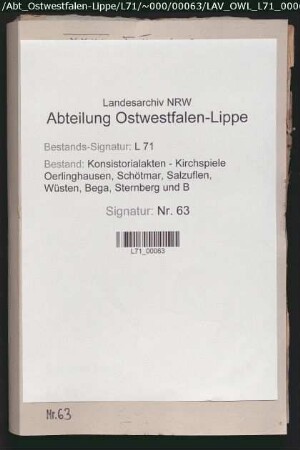 /Abt_Ostwestfalen-Lippe/L71/~000/00063/LAV_OWL_L71_000
Landesarchiv NRW
Abteilung Ostwestfalen-Lippe
Bestands-Signatur: L 71
Bestand: Konsistorialakten - Kirchspiele
Oerlinghausen, Schötmar, Salzuflen,
Wüsten, Bega, Sternberg und B
Signatur: Nr. 63
L71_00063
Nr. 63